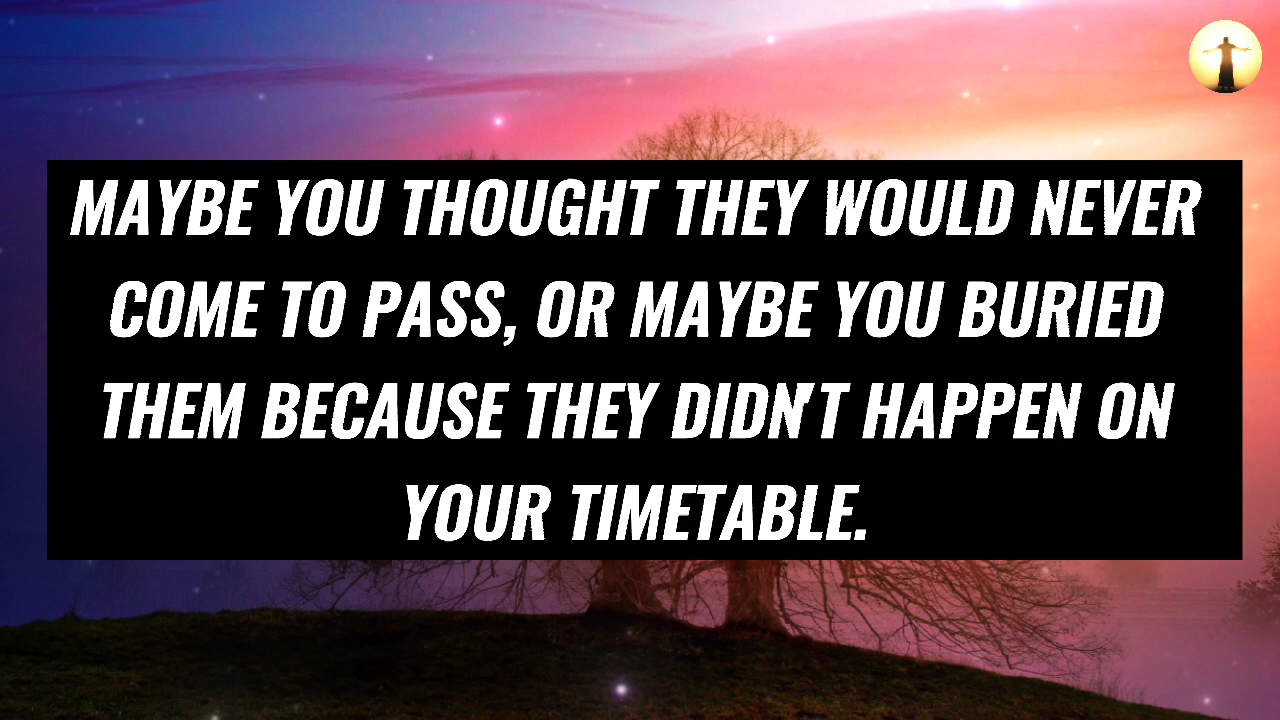 MAYBE YOU THOUGHT THEY WOULD NEVER
COME TO PASS, OR MAYBE YOU BURIED
THEM BECAUSE THEY DIDN'T HAPPEN ON
YOUR TIMETABLE.